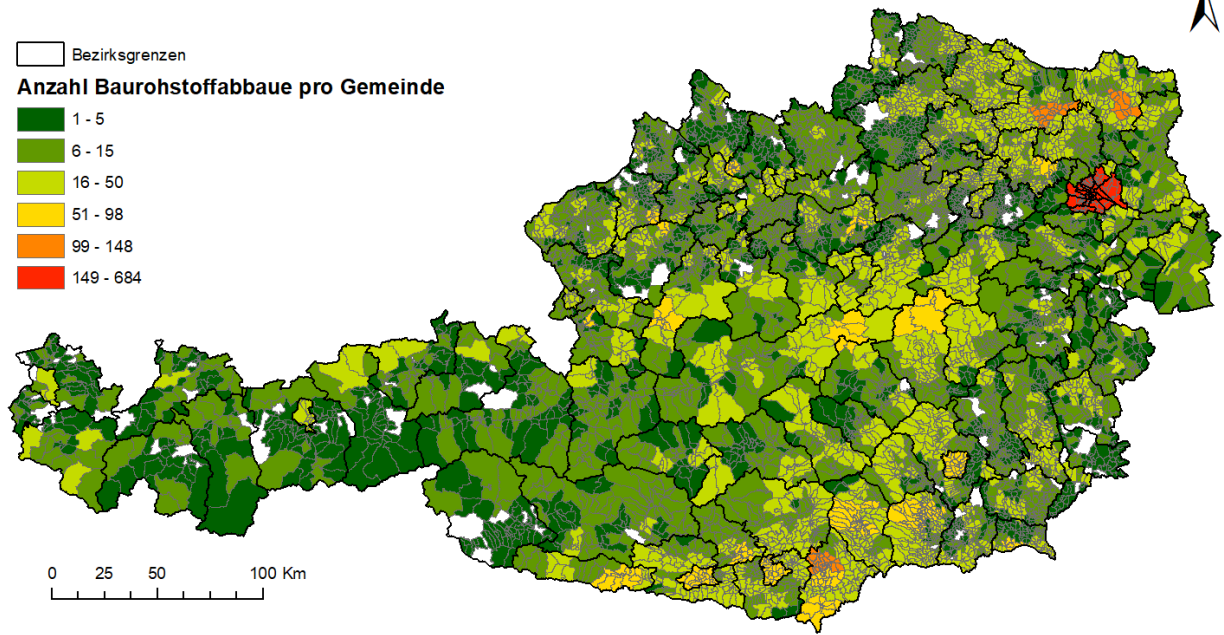 Bezirksgrenzen
Anzahl Baurohstoffabbaue pro Gemeinde
1 - 5
6 - 15
16 - 50
51 - 98
99 - 148
149 - 684
0 25 50 100 Km